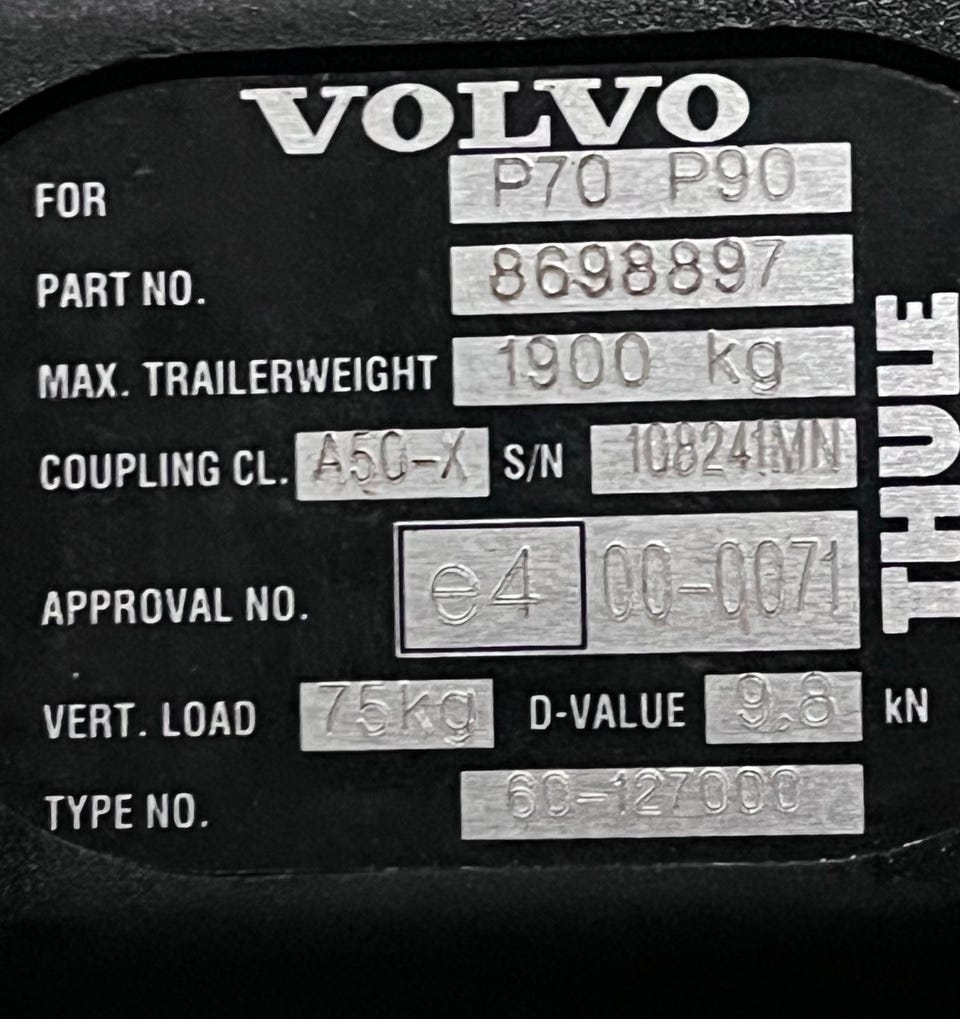 VOLVO
FOR P70 P90
PART NO. 8698897
MAX. TRAILERWEIGHT 1900 kg
COUPLING CL. A50-X S/N 108241MN
APPROVAL NO. e4 00-0071
VERT. LOAD 75kg D-VALUE 9.8 kN
TYPE NO. 60-127000
THULE